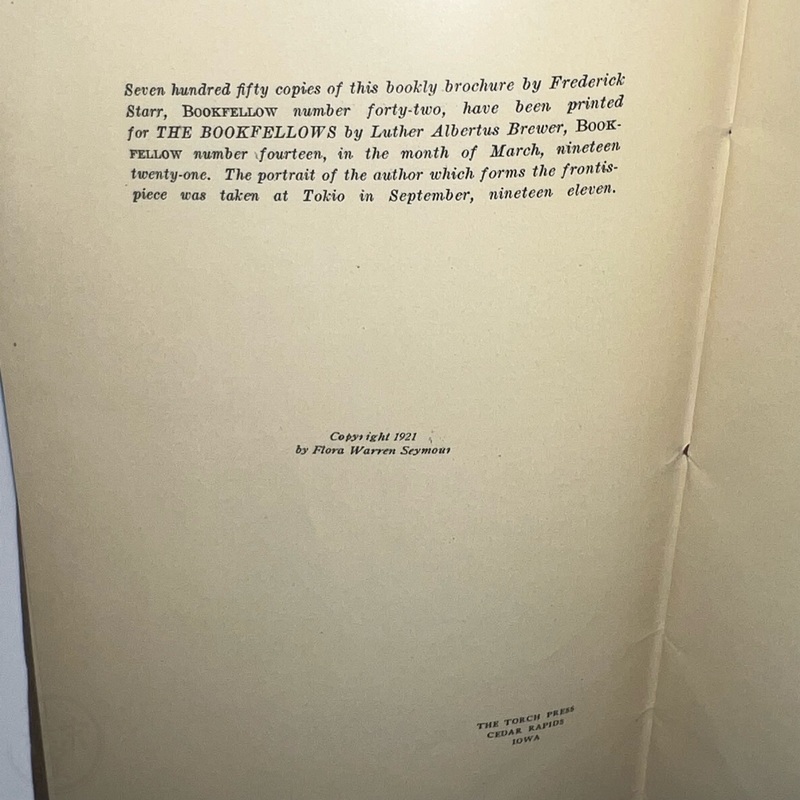 Seven hundred fifty copies of this bookly brochure by Frederick
Starr, BOOKFELLOW number forty-two, have been printed
for THE BOOKFELLOWS by Luther Albertus Brewer, BOOK-
FELLOW number fourteen, in the month of March, nineteen
twenty-one. The portrait of the author which forms the frontis-
piece was taken at Tokio in September, nineteen eleven.
Copyright 1921
by Flora Warren Seymour
THE TORCH PRESS
CEDAR RAPIDS
IOWA